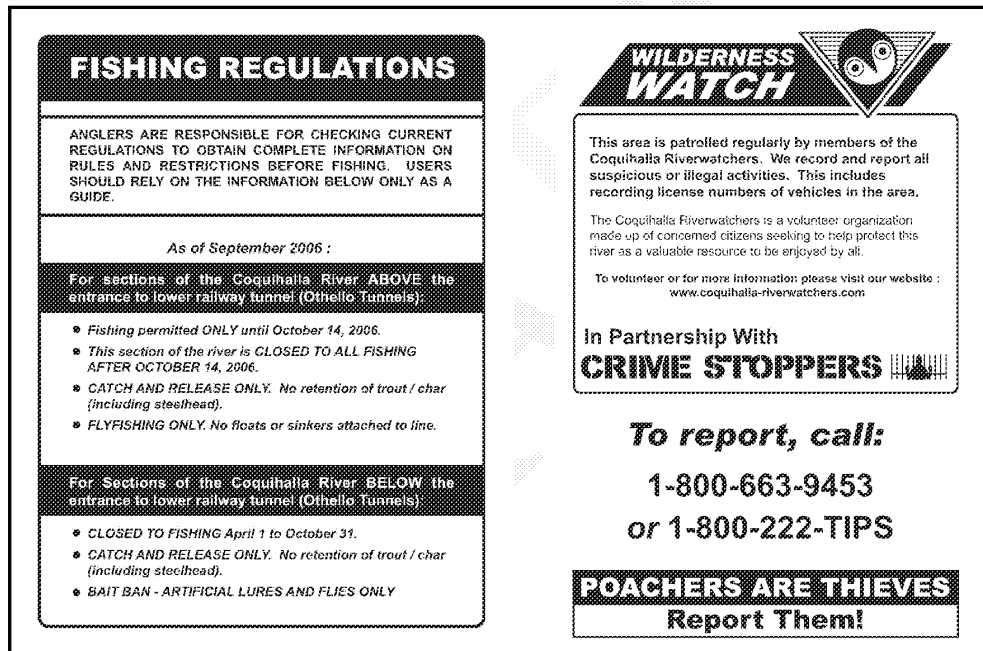 FISHING REGULATIONS
ANGLERS ARE RESPONSIBLE FOR CHECKING CURRENT
REGULATIONS TO OBTAIN COMPLETE INFORMATION ON
RULES AND RESTRICTIONS BEFORE FISHING. USERS
SHOULD RELY ON THE INFORMATION BELOW ONLY AS A
GUIDE.
As of September 2006 :
For sections of the Coquihalla River ABOVE the
entrance to lower railway tunnel (Othello Tunnels):
Fishing permitted ONLY until October 14, 2006.
This section of the river is CLOSED TO ALL FISHING
AFTER OCTOBER 14, 2006.
CATCH AND RELEASE ONLY. No retention of trout / char
(including steelhead).
FLYFISHING ONLY. No floats or sinkers attached to line.
For Sections of the Coquihalla River BELOW the
entrance to lower railway tunnel (Othello Tunnels)
CLOSED TO FISHING April 1 to October 31.
CATCH AND RELEASE ONLY. No retention of trout / char
(including steelhead).
BAIT BAN - ARTIFICIAL LURES AND FLIES ONLY
WILDERNESS
WATCH
This area is patrolled regularly by members of the
Coquihalla Riverwatchers. We record and report all
suspicious or illegal activities. This includes
recording license numbers of vehicles in the area.
The Coquihalla Riverwatchers is a volunteer organization
made up of concerned citizens seeking to help protect this
river as a valuable resource to be enjoyed by all.
To volunteer or for more information please visit our website :
www.coquihalla-riverwatchers.com
In Partnership With
CRIME STOPPERS
To report, call:
1-800-663-9453
or 1-800-222-TIPS
POACHERS ARE THIEVES
Report Them!